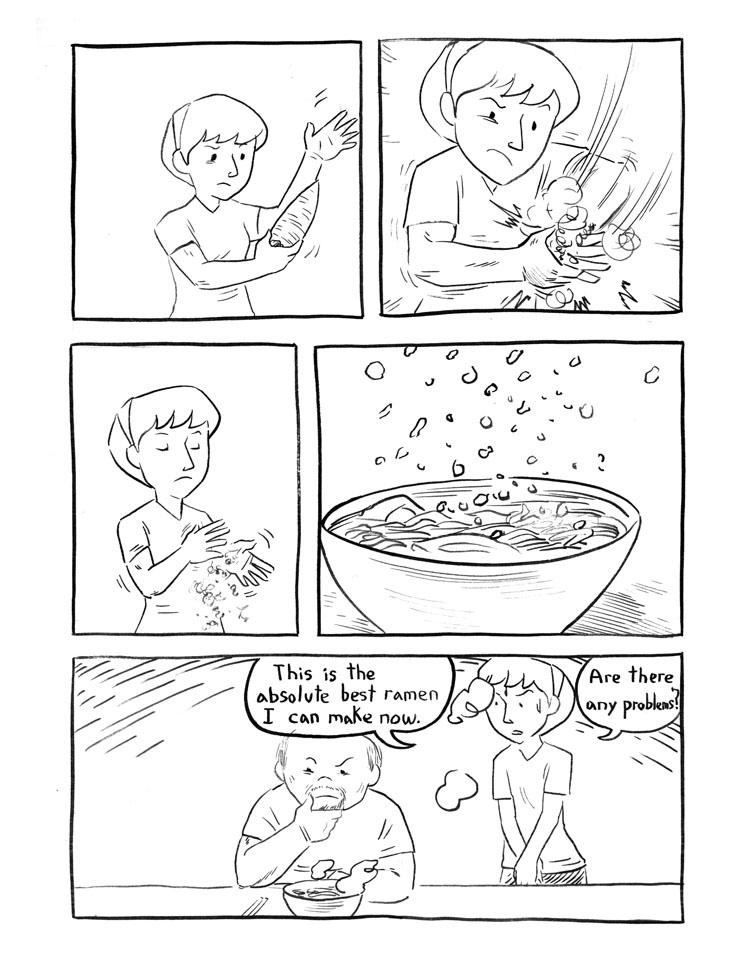 This is the
absolute best ramen
I can make now.
Are there
any problems?